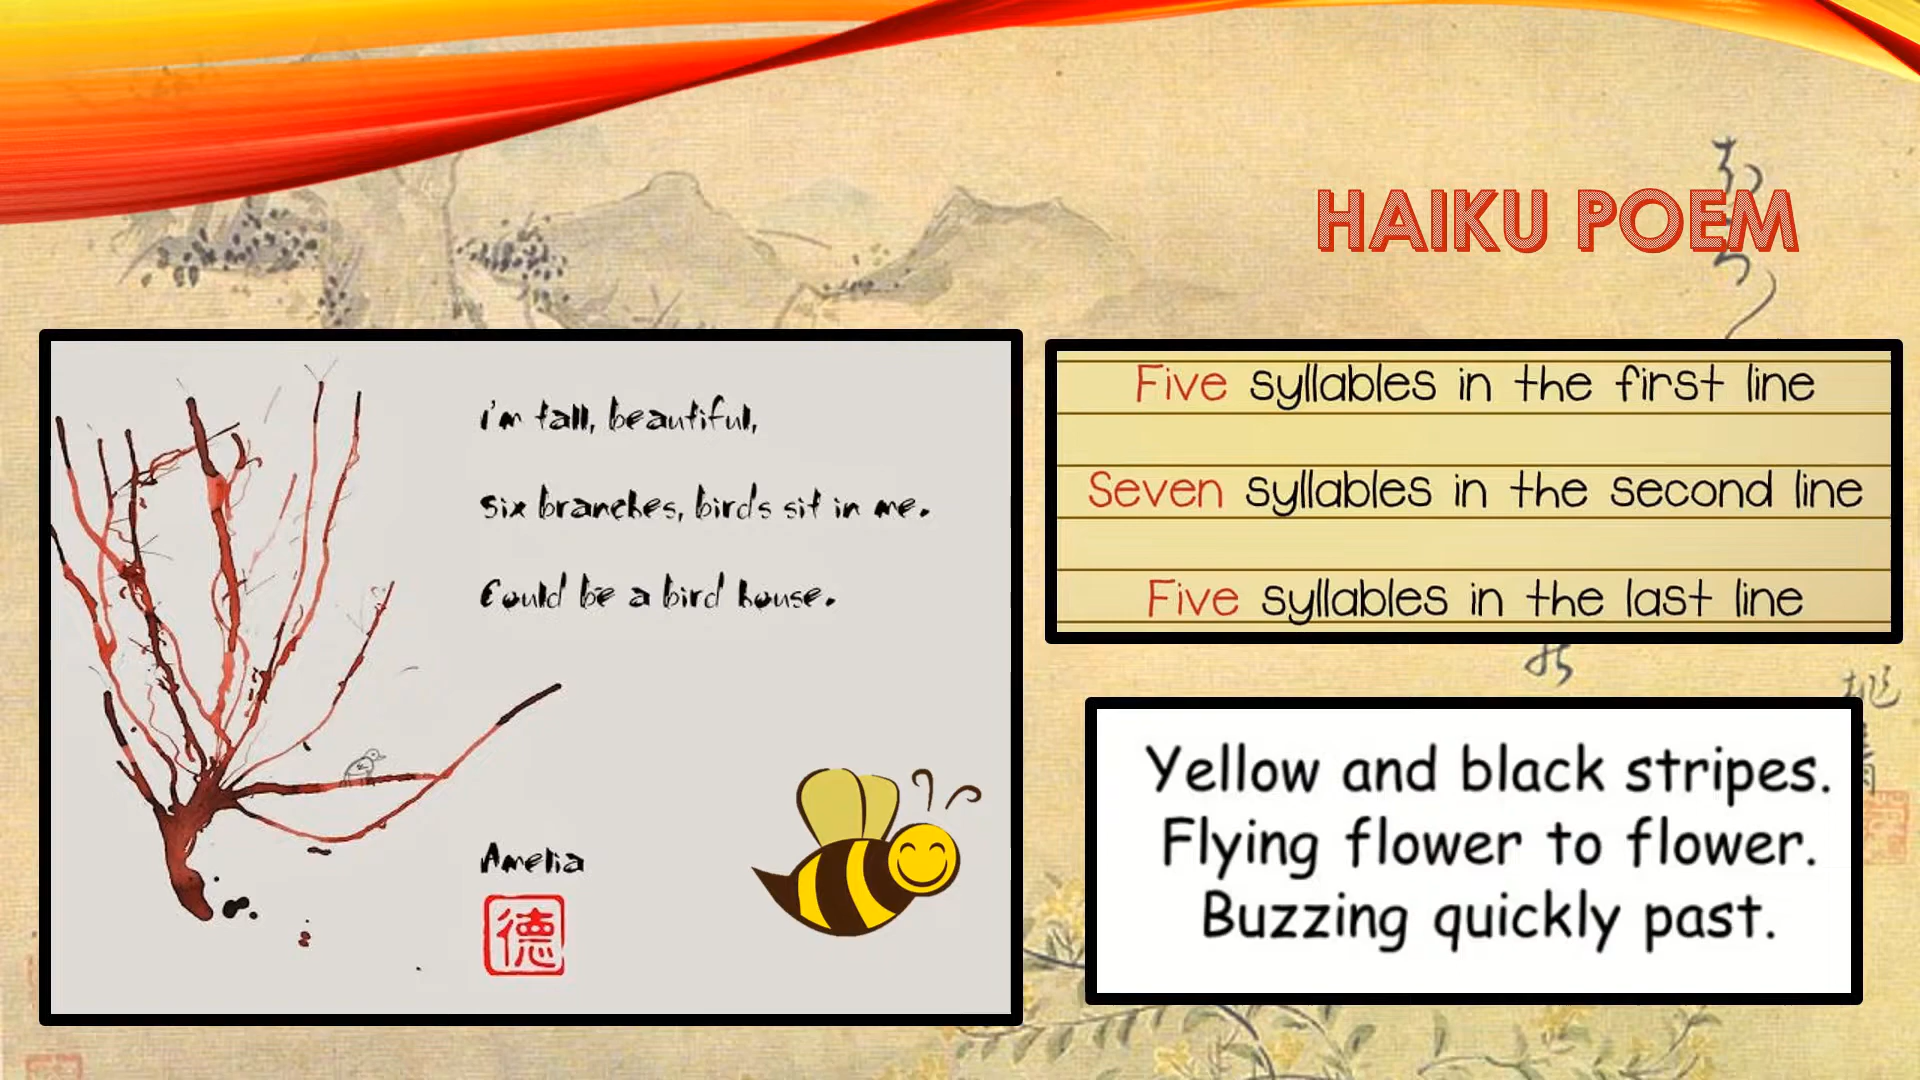 HAIKU POEM
i'm tall, beautiful,
six branches, birds sit in me.
Could be a bird house.
Amelia
德
Five syllables in the first line
Seven syllables in the second line
Five syllables in the last line
Yellow and black stripes.
Flying flower to flower.
Buzzing quickly past.